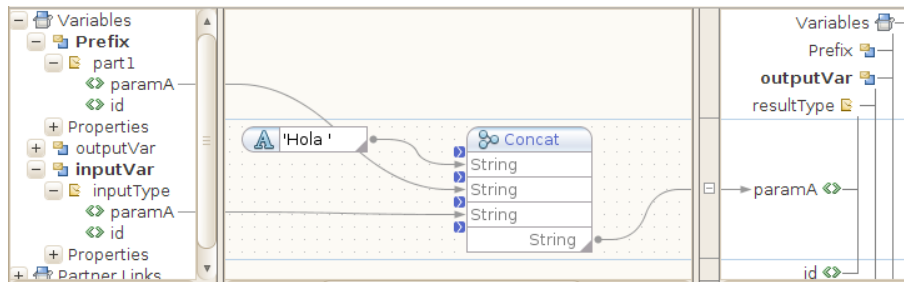 Variables
Prefix
part1
paramA
id
Properties
outputVar
inputVar
inputType
paramA
id
Properties
Partner Links
A 'Hola '
Concat
String
String
String
String
Variables
Prefix
outputVar
resultType
paramA
id